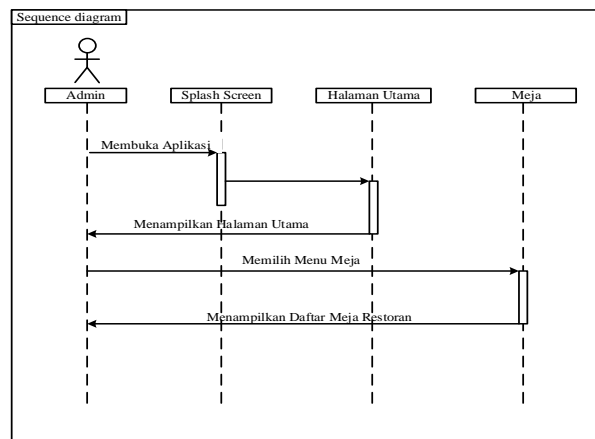 Sequence diagram
Admin
Splash Screen
Halaman Utama
Meja
Membuka Aplikasi
Menampilkan Halaman Utama
Memilih Menu Meja
Menampilkan Daftar Meja Restoran